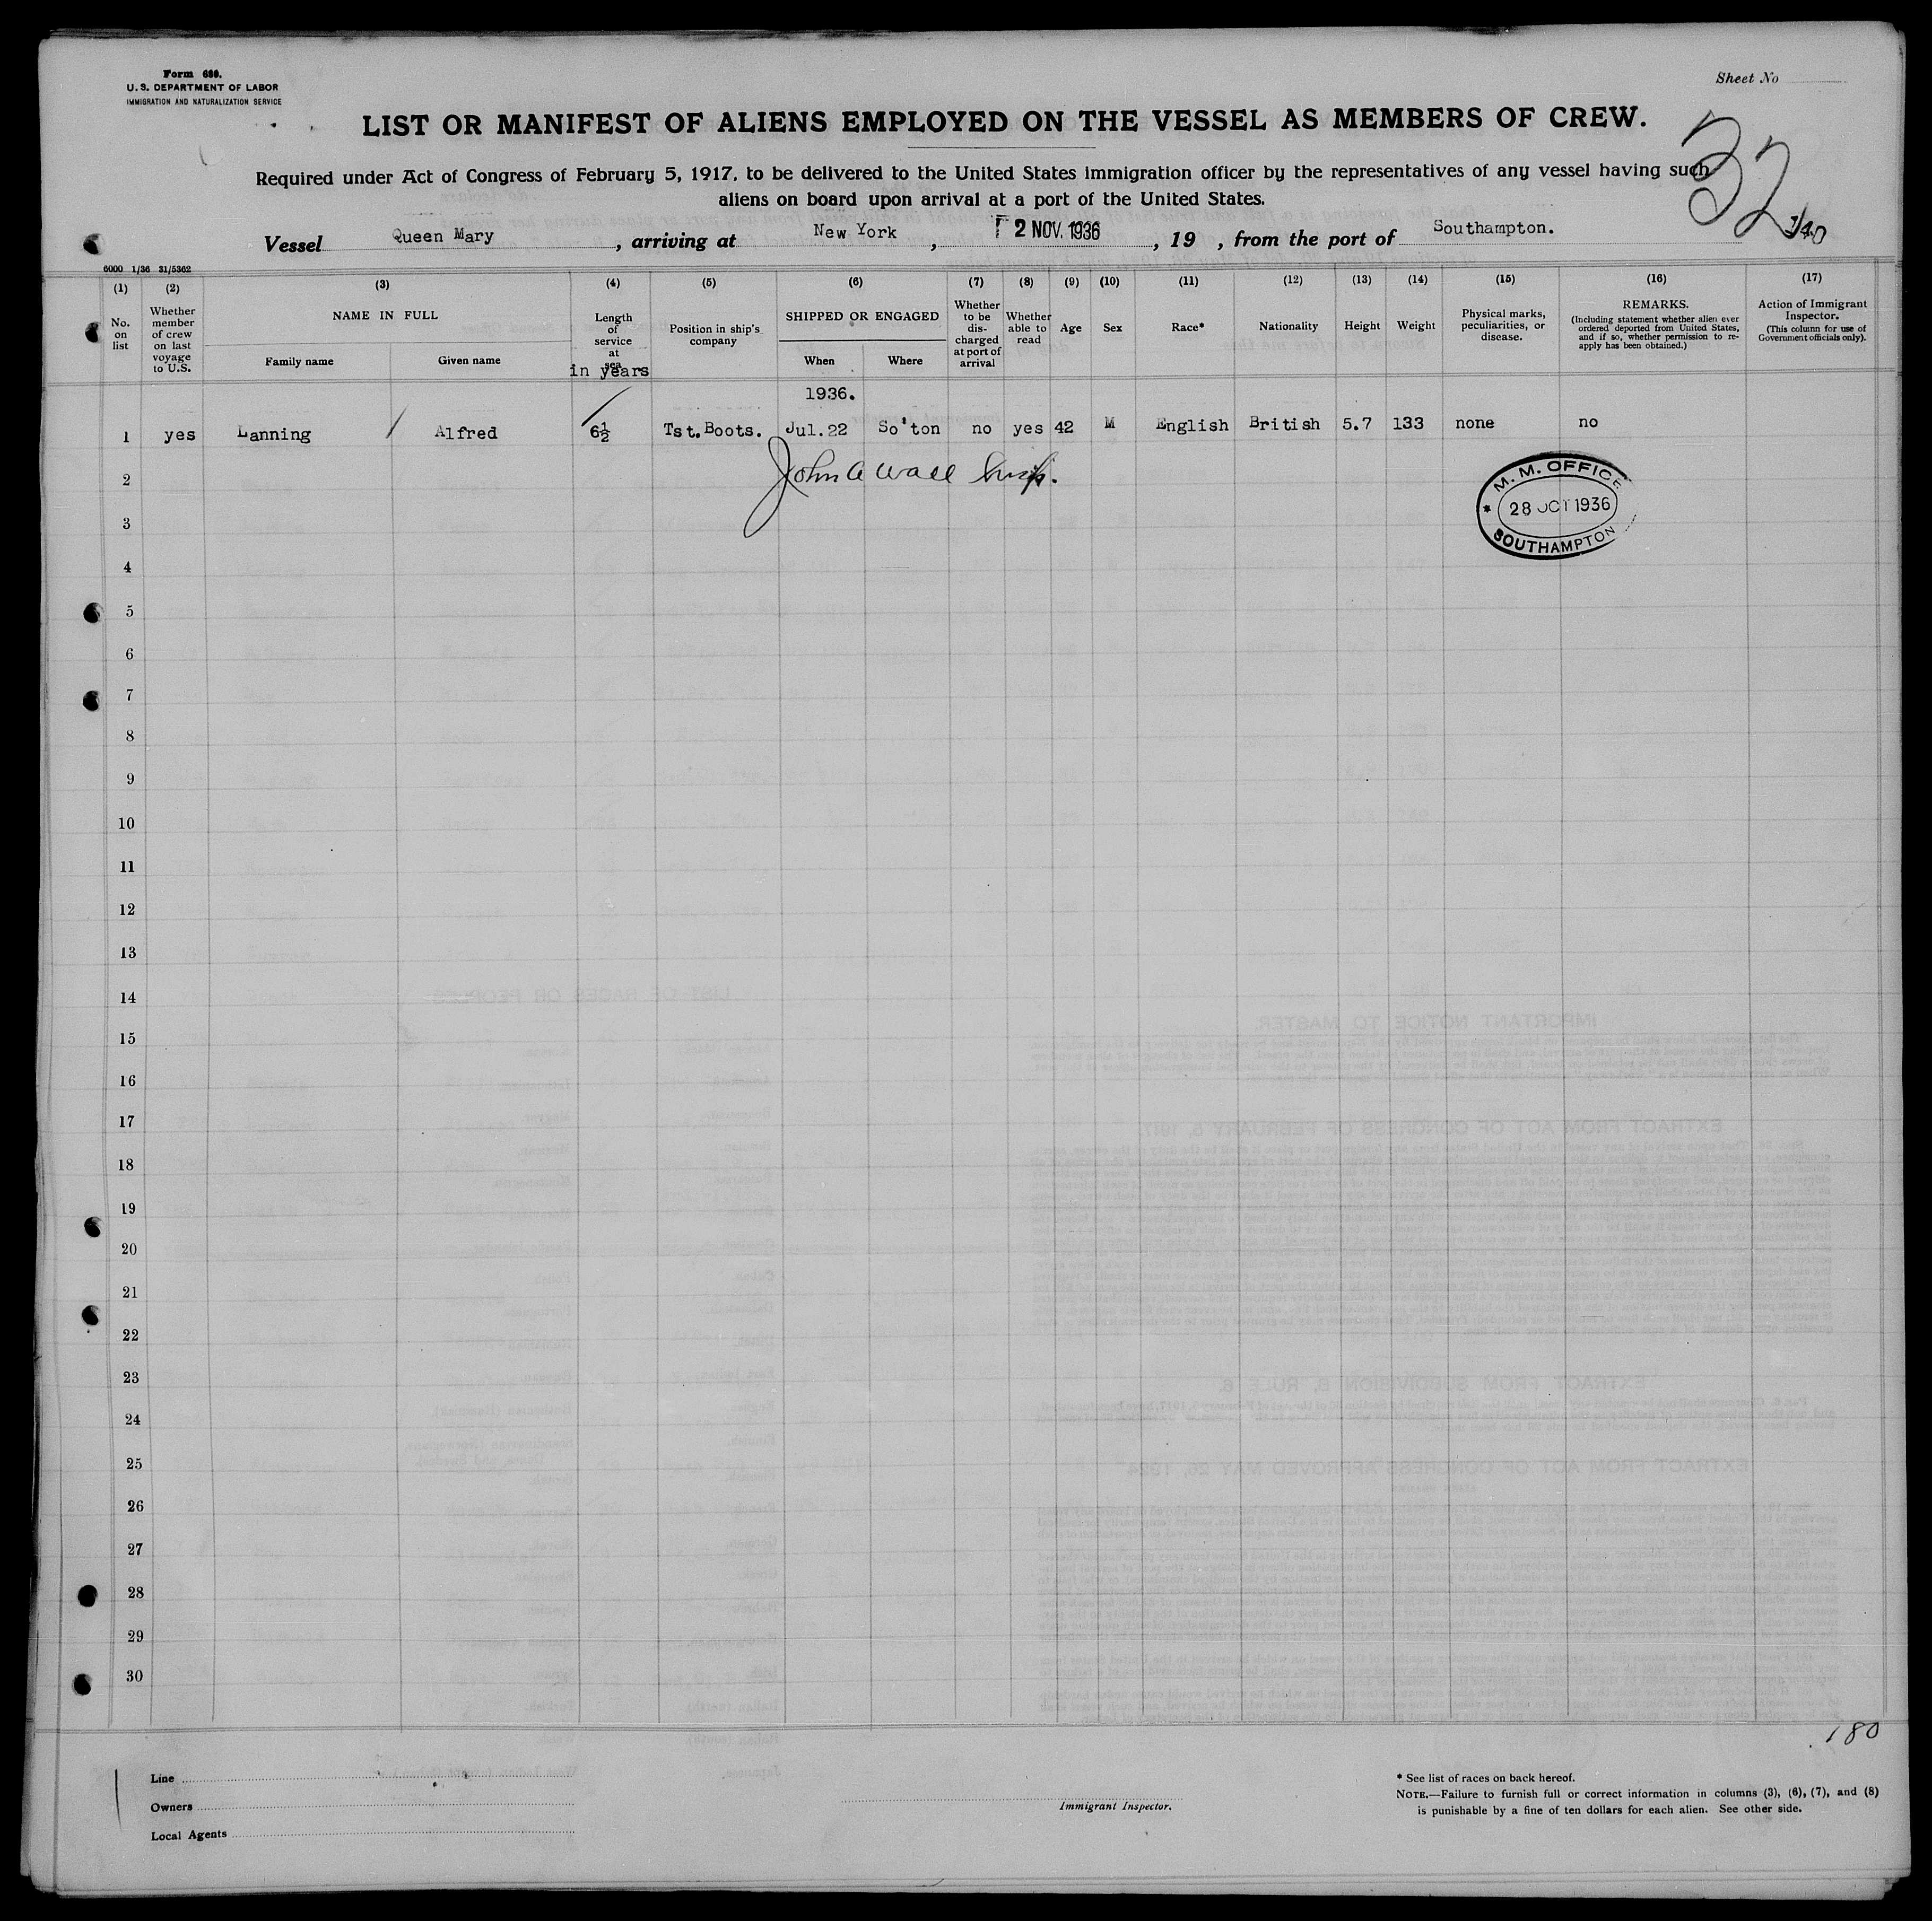 Form 680.
U. S. DEPARTMENT OF LABOR
IMMIGRATION AND NATURALIZATION SERVICE
Sheet No
LIST OR MANIFEST OF ALIENS EMPLOYED ON THE VESSEL AS MEMBERS OF CREW.
32
Required under Act of Congress of February 5, 1917, to be delivered to the United States immigration officer by the representatives of any vessel having such
aliens on board upon arrival at a port of the United States.
Vessel Queen Mary, arriving at New York, 2 NOV. 1936, 19 , from the port of Southampton.
6000 1/36 31/5362
(1) (2) (3) (4) (5) (6) (7) (8) (9) (10) (11) (12) (13) (14) (15) (16) (17)
No. on list
Whether member of crew on last voyage to U.S.
NAME IN FULL
Family name
Given name
Length of service at sea
in years
Position in ship's company
SHIPPED OR ENGAGED
When
Where
Whether to be dis-charged at port of arrival
Whether able to read
Age
Sex
Race*
Nationality
Height
Weight
Physical marks, peculiarities, or disease.
REMARKS.
(Including statement whether alien ever ordered deported from United States, and if so, whether permission to re-apply has been obtained.)
Action of Immigrant Inspector.
(This column for use of Government officials only).
1936.
1 yes Lanning Alfred 6½ Tst.Boots. Jul.22 So'ton no yes 42 M English British 5.7 133 none no
John A Wall
M. M. OFFICE
* 28 OCT 1936
SOUTHAMPTON
2
3
4
5
6
7
8
9
10
11
12
13
14
15
16
17
18
19
20
21
22
23
24
25
26
27
28
29
30
180
Line
Owners
Local Agents
Immigrant Inspector.
* See list of races on back hereof.
NOTE.—Failure to furnish full or correct information in columns (3), (6), (7), and (8)
is punishable by a fine of ten dollars for each alien. See other side.